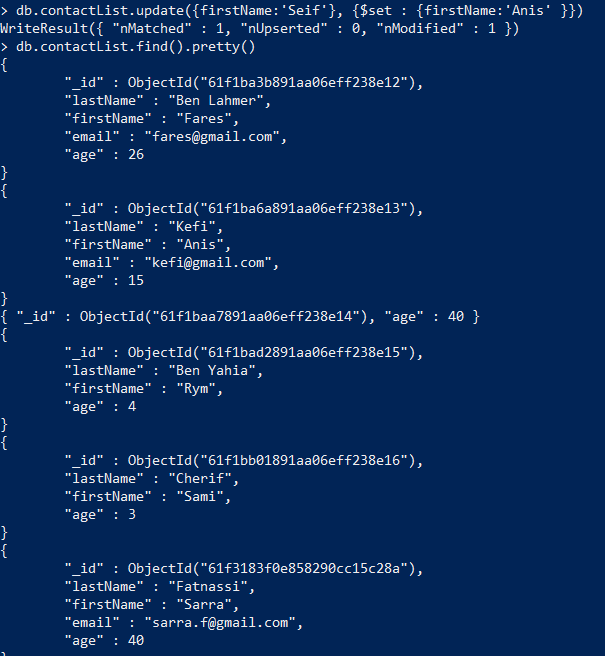 > db.contactList.update({firstName:'Seif'}, {$set : {firstName:'Anis' }})
WriteResult({ "nMatched" : 1, "nUpserted" : 0, "nModified" : 1 })
> db.contactList.find().pretty()
{
        "_id" : ObjectId("61f1ba3b891aa06eff238e12"),
        "lastName" : "Ben Lahmer",
        "firstName" : "Fares",
        "email" : "fares@gmail.com",
        "age" : 26
}
{
        "_id" : ObjectId("61f1ba6a891aa06eff238e13"),
        "lastName" : "Kefi",
        "firstName" : "Anis",
        "email" : "kefi@gmail.com",
        "age" : 15
}
{ "_id" : ObjectId("61f1baa7891aa06eff238e14"), "age" : 40 }
{
        "_id" : ObjectId("61f1bad2891aa06eff238e15"),
        "lastName" : "Ben Yahia",
        "firstName" : "Rym",
        "age" : 4
}
{
        "_id" : ObjectId("61f1bb01891aa06eff238e16"),
        "lastName" : "Cherif",
        "firstName" : "Sami",
        "age" : 3
}
{
        "_id" : ObjectId("61f3183f0e858290cc15c28a"),
        "lastName" : "Fatnassi",
        "firstName" : "Sarra",
        "email" : "sarra.f@gmail.com",
        "age" : 40
}